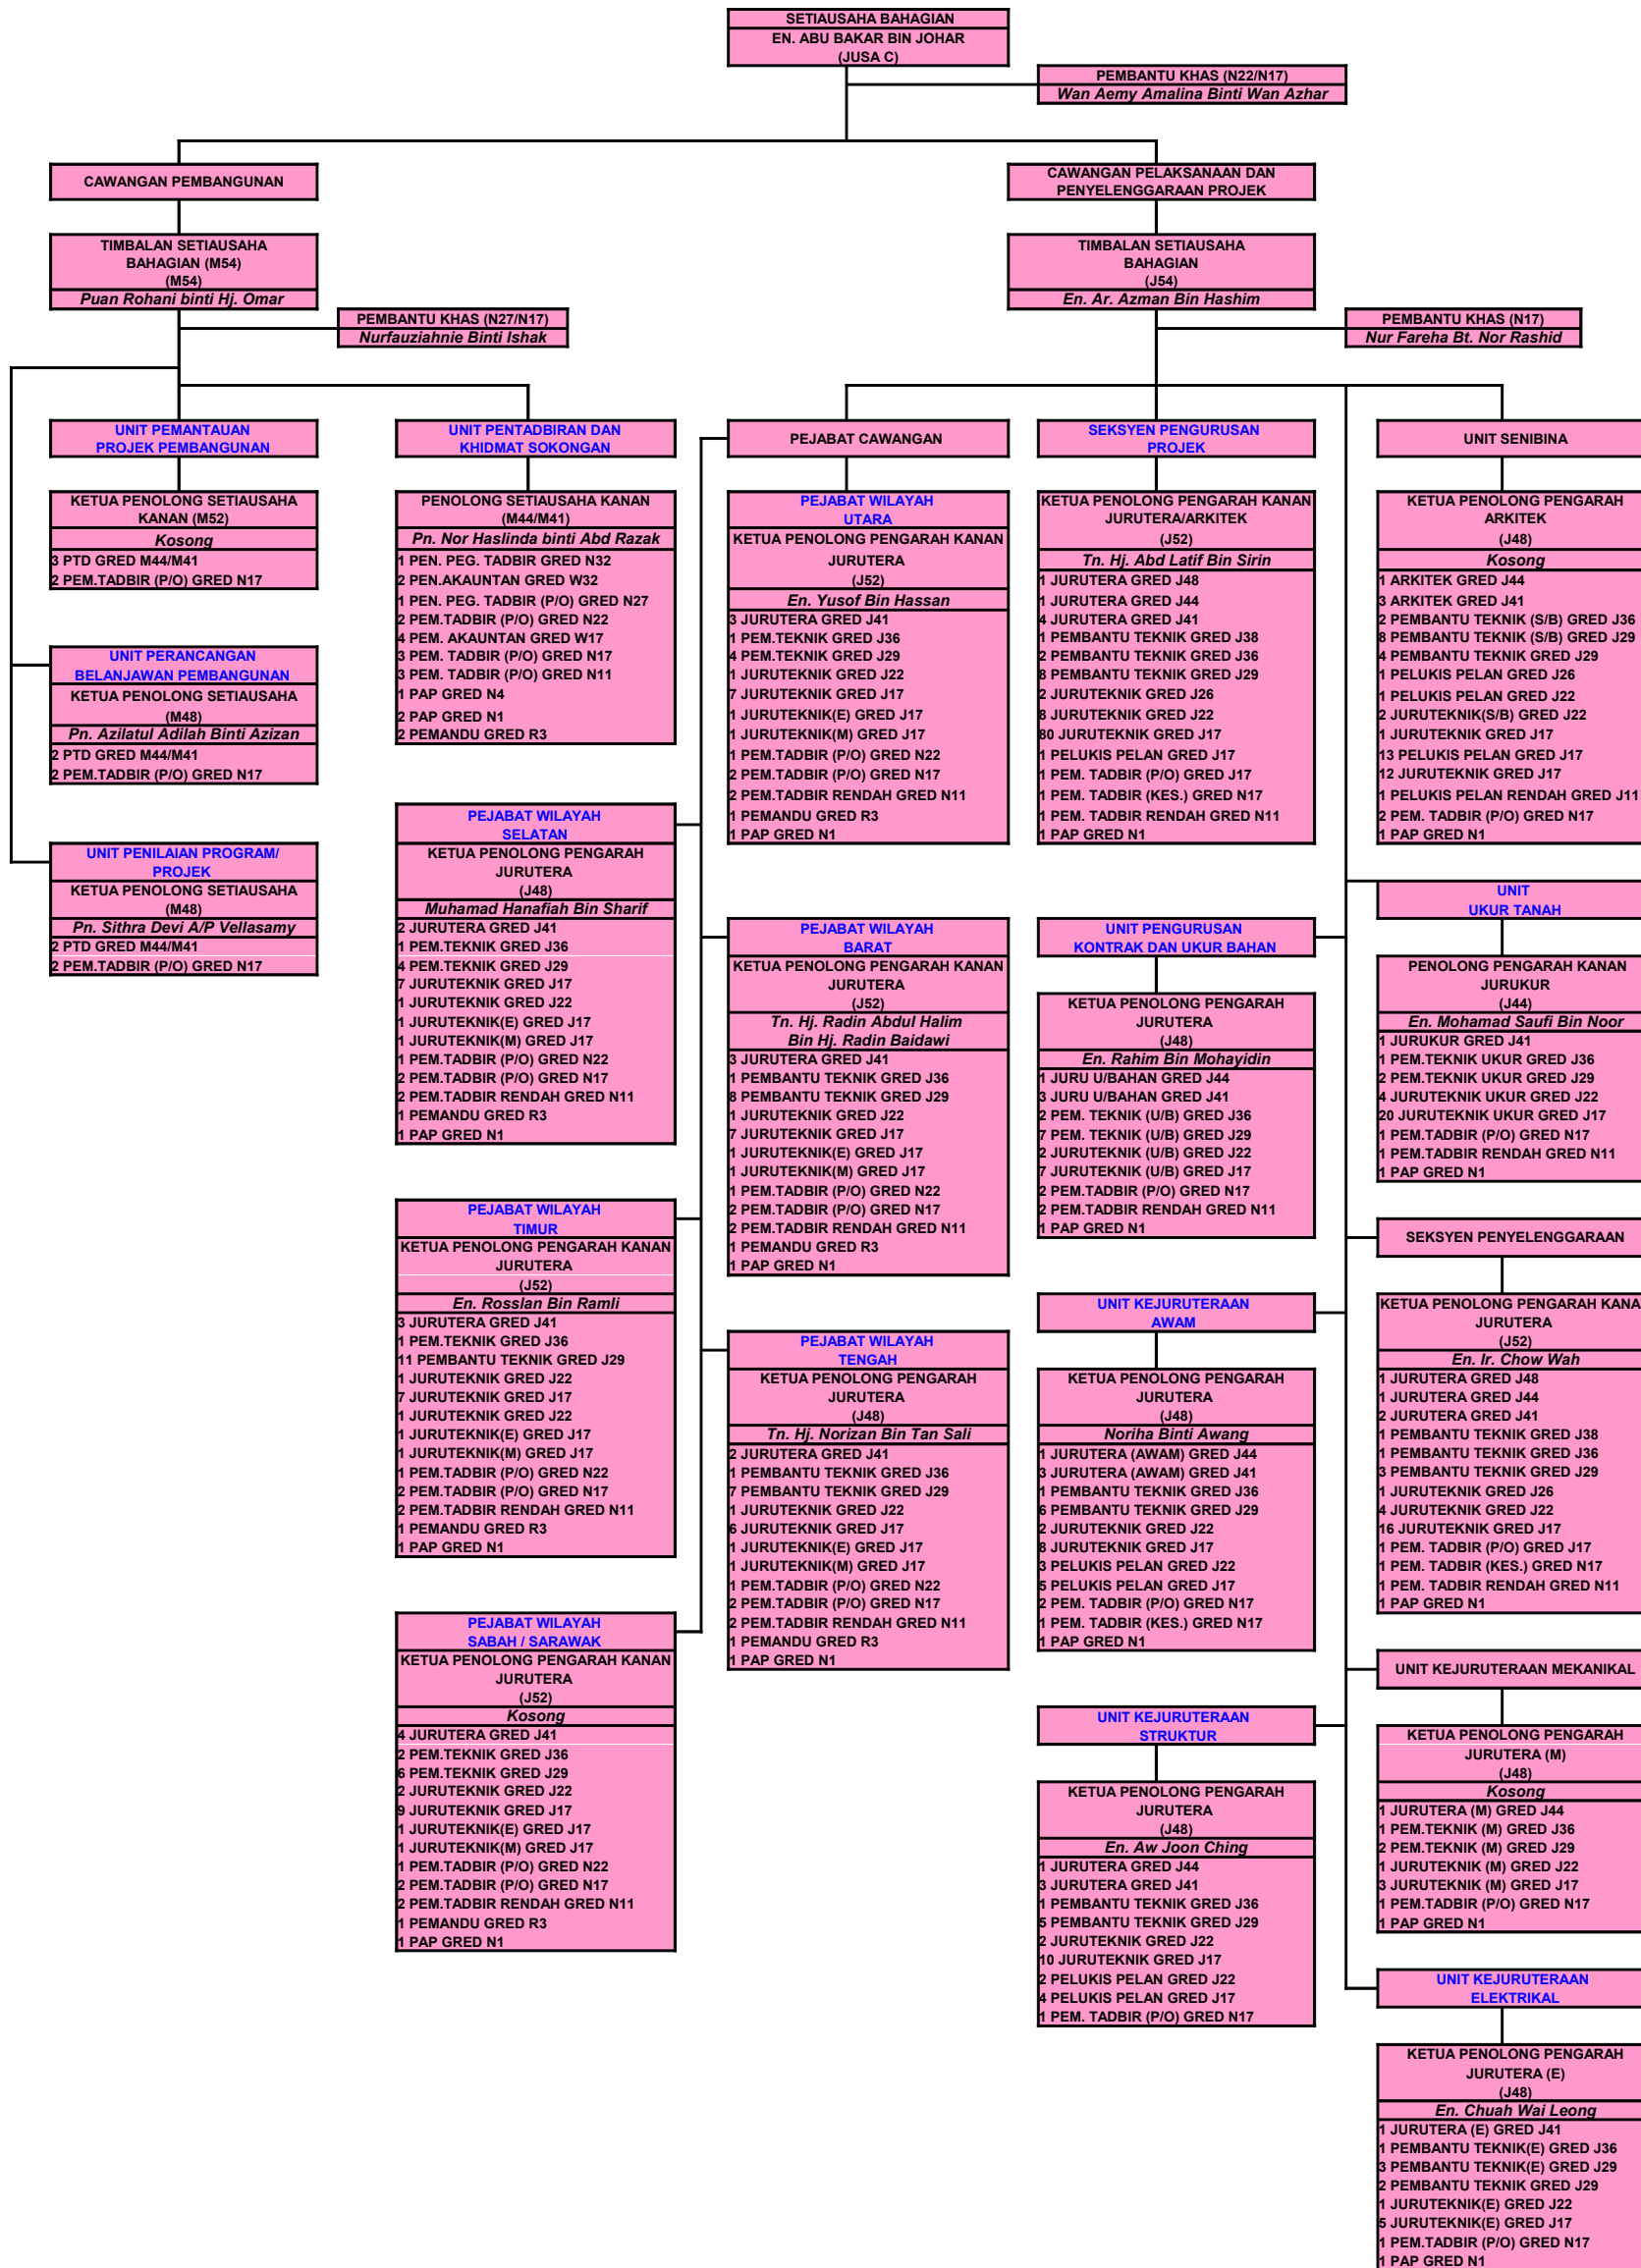 SETIAUSAHA BAHAGIAN
EN. ABU BAKAR BIN JOHAR
(JUSA C)
PEMBANTU KHAS (N22/N17)
Wan Aemy Amalina Binti Wan Azhar
CAWANGAN PEMBANGUNAN
TIMBALAN SETIAUSAHA
BAHAGIAN (M54)
(M54)
Puan Rohani binti Hj. Omar
PEMBANTU KHAS (N27/N17)
Nurfauziahnie Binti Ishak
CAWANGAN PELAKSANAAN DAN
PENYELENGGARAAN PROJEK
TIMBALAN SETIAUSAHA
BAHAGIAN
(J54)
En. Ar. Azman Bin Hashim
PEMBANTU KHAS (N17)
Nur Fareha Bt. Nor Rashid
UNIT PEMANTAUAN
PROJEK PEMBANGUNAN
KETUA PENOLONG SETIAUSAHA
KANAN (M52)
Kosong
3 PTD GRED M44/M41
2 PEM.TADBIR (P/O) GRED N17
UNIT PERANCANGAN
BELANJAWAN PEMBANGUNAN
KETUA PENOLONG SETIAUSAHA
(M48)
Pn. Azilatul Adilah Binti Azizan
2 PTD GRED M44/M41
2 PEM.TADBIR (P/O) GRED N17
UNIT PENILAIAN PROGRAM/
PROJEK
KETUA PENOLONG SETIAUSAHA
(M48)
Pn. Sithra Devi A/P Vellasamy
2 PTD GRED M44/M41
2 PEM.TADBIR (P/O) GRED N17
UNIT PENTADBIRAN DAN
KHIDMAT SOKONGAN
PENOLONG SETIAUSAHA KANAN
(M44/M41)
Pn. Nor Haslinda binti Abd Razak
1 PEN. PEG. TADBIR GRED N32
2 PEN.AKAUNTAN GRED W32
1 PEN. PEG. TADBIR (P/O) GRED N27
2 PEM.TADBIR (P/O) GRED N22
4 PEM. AKAUNTAN GRED W17
3 PEM. TADBIR (P/O) GRED N17
3 PEM. TADBIR (P/O) GRED N11
1 PAP GRED N4
2 PAP GRED N1
2 PEMANDU GRED R3
PEJABAT WILAYAH
SELATAN
KETUA PENOLONG PENGARAH
JURUTERA
(J48)
Muhamad Hanafiah Bin Sharif
2 JURUTERA GRED J41
1 PEM.TEKNIK GRED J36
4 PEM.TEKNIK GRED J29
7 JURUTEKNIK GRED J17
1 JURUTEKNIK GRED J22
1 JURUTEKNIK(E) GRED J17
1 JURUTEKNIK(M) GRED J17
1 PEM.TADBIR (P/O) GRED N22
2 PEM.TADBIR (P/O) GRED N17
2 PEM.TADBIR RENDAH GRED N11
1 PEMANDU GRED R3
1 PAP GRED N1
PEJABAT WILAYAH
TIMUR
KETUA PENOLONG PENGARAH KANAN
JURUTERA
(J52)
En. Rosslan Bin Ramli
3 JURUTERA GRED J41
1 PEM.TEKNIK GRED J36
11 PEMBANTU TEKNIK GRED J29
1 JURUTEKNIK GRED J22
7 JURUTEKNIK GRED J17
1 JURUTEKNIK GRED J22
1 JURUTEKNIK(E) GRED J17
1 JURUTEKNIK(M) GRED J17
1 PEM.TADBIR (P/O) GRED N22
2 PEM.TADBIR (P/O) GRED N17
2 PEM.TADBIR RENDAH GRED N11
1 PEMANDU GRED R3
1 PAP GRED N1
PEJABAT WILAYAH
SABAH / SARAWAK
KETUA PENOLONG PENGARAH KANAN
JURUTERA
(J52)
Kosong
4 JURUTERA GRED J41
2 PEM.TEKNIK GRED J36
6 PEM.TEKNIK GRED J29
2 JURUTEKNIK GRED J22
9 JURUTEKNIK GRED J17
1 JURUTEKNIK(E) GRED J17
1 JURUTEKNIK(M) GRED J17
1 PEM.TADBIR (P/O) GRED N22
2 PEM.TADBIR (P/O) GRED N17
2 PEM.TADBIR RENDAH GRED N11
1 PEMANDU GRED R3
1 PAP GRED N1
PEJABAT CAWANGAN
PEJABAT WILAYAH
UTARA
KETUA PENOLONG PENGARAH KANAN
JURUTERA
(J52)
En. Yusof Bin Hassan
3 JURUTERA GRED J41
1 PEM.TEKNIK GRED J36
4 PEM.TEKNIK GRED J29
1 JURUTEKNIK GRED J22
7 JURUTEKNIK GRED J17
1 JURUTEKNIK(E) GRED J17
1 JURUTEKNIK(M) GRED J17
1 PEM.TADBIR (P/O) GRED N22
2 PEM.TADBIR (P/O) GRED N17
2 PEM.TADBIR RENDAH GRED N11
1 PEMANDU GRED R3
1 PAP GRED N1
PEJABAT WILAYAH
BARAT
KETUA PENOLONG PENGARAH KANAN
JURUTERA
(J52)
Tn. Hj. Radin Abdul Halim
Bin Hj. Radin Baidawi
3 JURUTERA GRED J41
1 PEMBANTU TEKNIK GRED J36
8 PEMBANTU TEKNIK GRED J29
1 JURUTEKNIK GRED J22
7 JURUTEKNIK GRED J17
1 JURUTEKNIK(E) GRED J17
1 JURUTEKNIK(M) GRED J17
1 PEM.TADBIR (P/O) GRED N22
2 PEM.TADBIR (P/O) GRED N17
2 PEM.TADBIR RENDAH GRED N11
1 PEMANDU GRED R3
1 PAP GRED N1
PEJABAT WILAYAH
TENGAH
KETUA PENOLONG PENGARAH
JURUTERA
(J48)
Tn. Hj. Norizan Bin Tan Sali
2 JURUTERA GRED J41
1 PEMBANTU TEKNIK GRED J36
7 PEMBANTU TEKNIK GRED J29
1 JURUTEKNIK GRED J22
6 JURUTEKNIK GRED J17
1 JURUTEKNIK(E) GRED J17
1 JURUTEKNIK(M) GRED J17
1 PEM.TADBIR (P/O) GRED N22
2 PEM.TADBIR (P/O) GRED N17
2 PEM.TADBIR RENDAH GRED N11
1 PEMANDU GRED R3
1 PAP GRED N1
SEKSYEN PENGURUSAN
PROJEK
KETUA PENOLONG PENGARAH KANAN
JURUTERA/ARKITEK
(J52)
Tn. Hj. Abd Latif Bin Sirin
1 JURUTERA GRED J48
1 JURUTERA GRED J44
4 JURUTERA GRED J41
1 PEMBANTU TEKNIK GRED J38
2 PEMBANTU TEKNIK GRED J36
8 PEMBANTU TEKNIK GRED J29
2 JURUTEKNIK GRED J26
8 JURUTEKNIK GRED J22
80 JURUTEKNIK GRED J17
1 PELUKIS PELAN GRED J17
1 PEM. TADBIR (P/O) GRED J17
1 PEM. TADBIR (KES.) GRED N17
1 PEM. TADBIR RENDAH GRED N11
1 PAP GRED N1
UNIT PENGURUSAN
KONTRAK DAN UKUR BAHAN
KETUA PENOLONG PENGARAH
JURUTERA
(J48)
En. Rahim Bin Mohayidin
1 JURU U/BAHAN GRED J44
3 JURU U/BAHAN GRED J41
2 PEM. TEKNIK (U/B) GRED J36
7 PEM. TEKNIK (U/B) GRED J29
2 JURUTEKNIK (U/B) GRED J22
7 JURUTEKNIK (U/B) GRED J17
2 PEM.TADBIR (P/O) GRED N17
2 PEM.TADBIR RENDAH GRED N11
1 PAP GRED N1
UNIT KEJURUTERAAN
AWAM
KETUA PENOLONG PENGARAH
JURUTERA
(J48)
Noriha Binti Awang
1 JURUTERA (AWAM) GRED J44
3 JURUTERA (AWAM) GRED J41
1 PEMBANTU TEKNIK GRED J36
6 PEMBANTU TEKNIK GRED J29
2 JURUTEKNIK GRED J22
8 JURUTEKNIK GRED J17
3 PELUKIS PELAN GRED J22
5 PELUKIS PELAN GRED J17
2 PEM. TADBIR (P/O) GRED N17
1 PEM. TADBIR (KES.) GRED N17
1 PAP GRED N1
UNIT KEJURUTERAAN
STRUKTUR
KETUA PENOLONG PENGARAH
JURUTERA
(J48)
En. Aw Joon Ching
1 JURUTERA GRED J44
3 JURUTERA GRED J41
1 PEMBANTU TEKNIK GRED J36
5 PEMBANTU TEKNIK GRED J29
2 JURUTEKNIK GRED J22
10 JURUTEKNIK GRED J17
2 PELUKIS PELAN GRED J22
4 PELUKIS PELAN GRED J17
1 PEM. TADBIR (P/O) GRED N17
UNIT SENIBINA
KETUA PENOLONG PENGARAH
ARKITEK
(J48)
Kosong
1 ARKITEK GRED J44
3 ARKITEK GRED J41
2 PEMBANTU TEKNIK (S/B) GRED J36
8 PEMBANTU TEKNIK (S/B) GRED J29
4 PEMBANTU TEKNIK GRED J29
1 PELUKIS PELAN GRED J26
1 PELUKIS PELAN GRED J22
2 JURUTEKNIK(S/B) GRED J22
1 JURUTEKNIK GRED J17
13 PELUKIS PELAN GRED J17
12 JURUTEKNIK GRED J17
1 PELUKIS PELAN RENDAH GRED J11
2 PEM. TADBIR (P/O) GRED N17
1 PAP GRED N1
UNIT
UKUR TANAH
PENOLONG PENGARAH KANAN
JURUKUR
(J44)
En. Mohamad Saufi Bin Noor
1 JURUKUR GRED J41
1 PEM.TEKNIK UKUR GRED J36
2 PEM.TEKNIK UKUR GRED J29
4 JURUTEKNIK UKUR GRED J22
20 JURUTEKNIK UKUR GRED J17
1 PEM.TADBIR (P/O) GRED N17
1 PEM.TADBIR RENDAH GRED N11
1 PAP GRED N1
SEKSYEN PENYELENGGARAAN
KETUA PENOLONG PENGARAH KANA
JURUTERA
(J52)
En. Ir. Chow Wah
1 JURUTERA GRED J48
1 JURUTERA GRED J44
2 JURUTERA GRED J41
1 PEMBANTU TEKNIK GRED J38
1 PEMBANTU TEKNIK GRED J36
3 PEMBANTU TEKNIK GRED J29
1 JURUTEKNIK GRED J26
4 JURUTEKNIK GRED J22
16 JURUTEKNIK GRED J17
1 PEM. TADBIR (P/O) GRED J17
1 PEM. TADBIR (KES.) GRED N17
1 PEM. TADBIR RENDAH GRED N11
1 PAP GRED N1
UNIT KEJURUTERAAN MEKANIKAL
KETUA PENOLONG PENGARAH
JURUTERA (M)
(J48)
Kosong
1 JURUTERA (M) GRED J44
1 PEM.TEKNIK (M) GRED J36
2 PEM.TEKNIK (M) GRED J29
1 JURUTEKNIK (M) GRED J22
3 JURUTEKNIK (M) GRED J17
1 PEM.TADBIR (P/O) GRED N17
1 PAP GRED N1
UNIT KEJURUTERAAN
ELEKTRIKAL
KETUA PENOLONG PENGARAH
JURUTERA (E)
(J48)
En. Chuah Wai Leong
1 JURUTERA (E) GRED J41
1 PEMBANTU TEKNIK(E) GRED J36
3 PEMBANTU TEKNIK(E) GRED J29
2 PEMBANTU TEKNIK GRED J29
1 JURUTEKNIK(E) GRED J22
5 JURUTEKNIK(E) GRED J17
1 PEM.TADBIR (P/O) GRED N17
1 PAP GRED N1